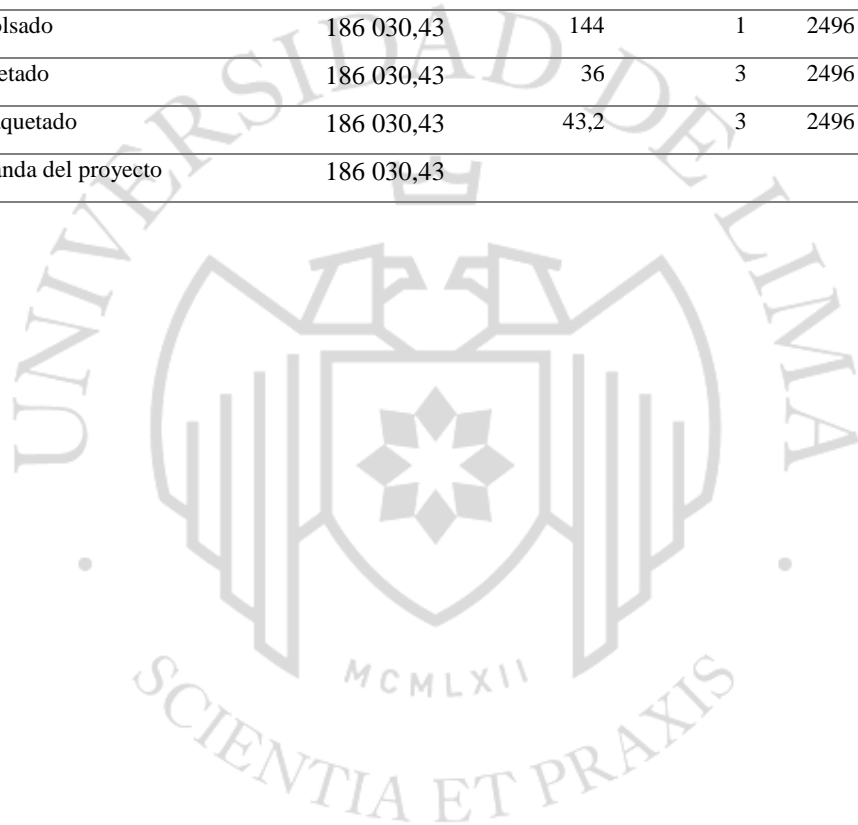 olsado 186 030,43 144 1 2496
etado 186 030,43 36 3 2496
quetado 186 030,43 43,2 3 2496
nda del proyecto 186 030,43
UNIVERSIDAD DE LIMA
MCMLXII
SCIENTIA ET PRAXIS